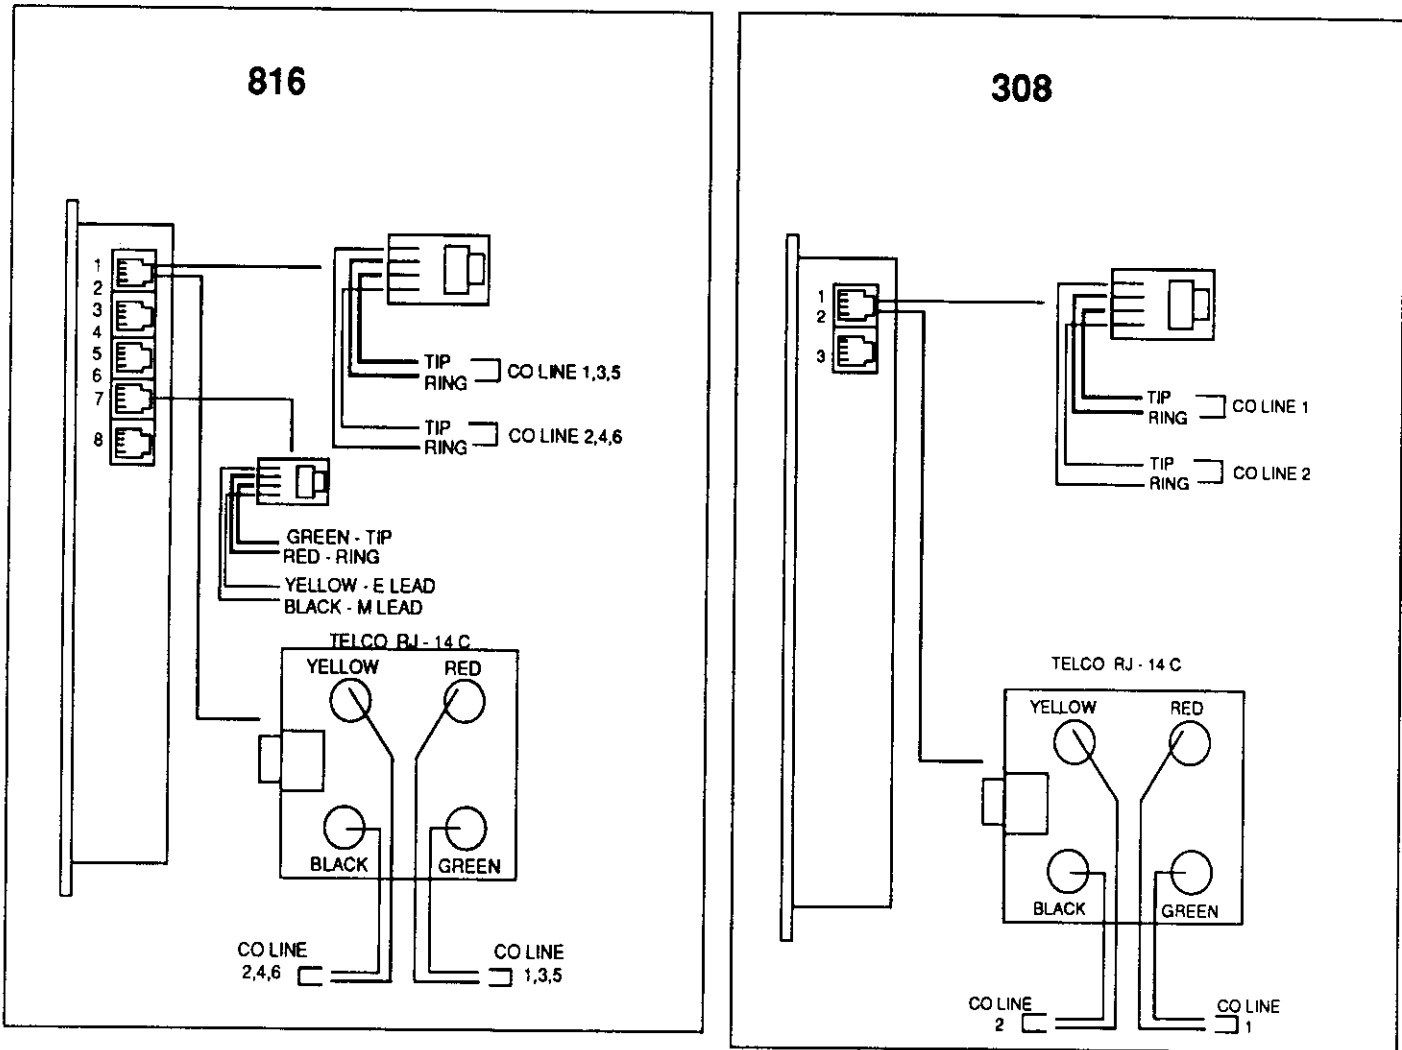 816
1
2
3
4
5
6
7
8
TIP
RING
CO LINE 1,3,5
TIP
RING
CO LINE 2,4,6
GREEN - TIP
RED - RING
YELLOW - E LEAD
BLACK - M LEAD
TELCO RJ - 14 C
YELLOW
RED
BLACK
GREEN
CO LINE
2,4,6
CO LINE
1,3,5
308
1
2
3
TIP
RING
CO LINE 1
TIP
RING
CO LINE 2
TELCO RJ - 14 C
YELLOW
RED
BLACK
GREEN
CO LINE
2
CO LINE
1